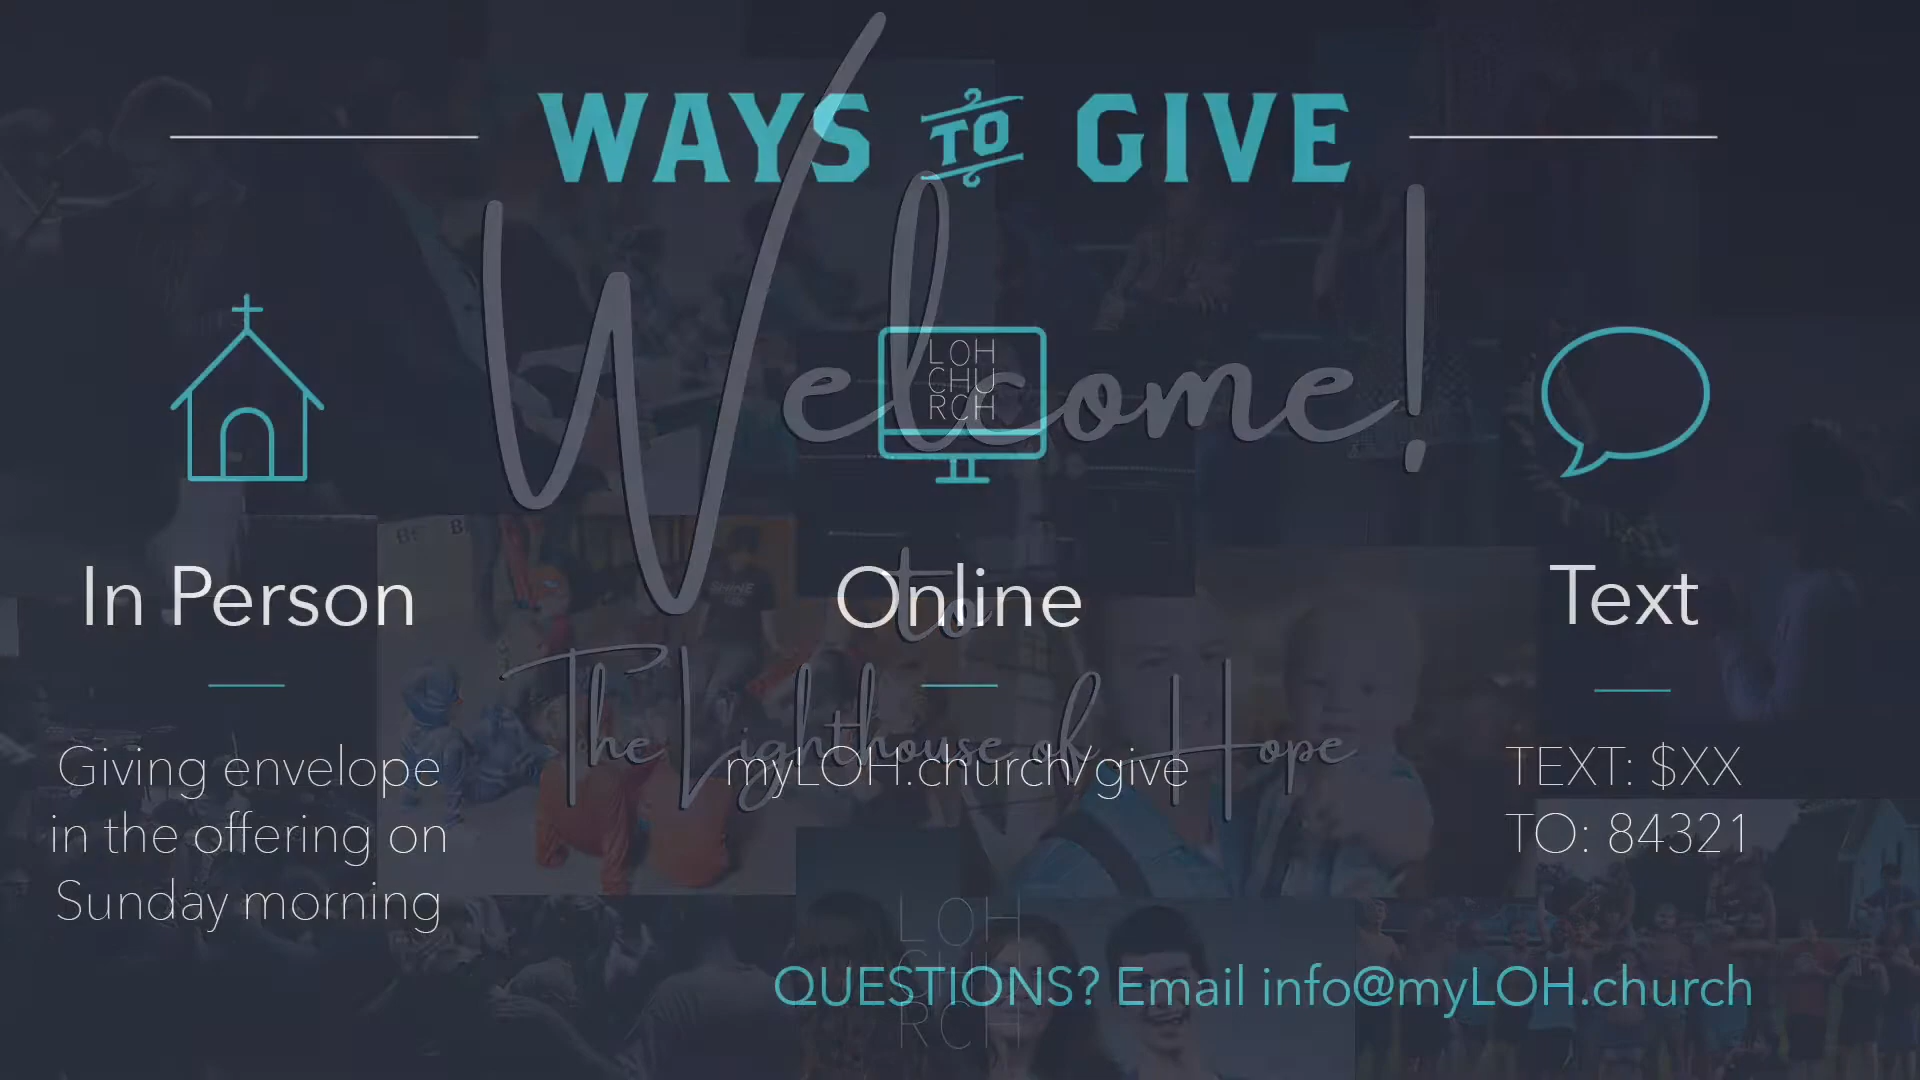 WAYS TO GIVE
Welcome!
LOH
CHU
RCH
In Person
Online
Text
to
The Lighthouse of Hope
Giving envelope
in the offering on
Sunday morning
myLOH.church/give
TEXT: $XX
TO: 84321
SHINE
LOH
CHU
RCH
QUESTIONS? Email info@myLOH.church